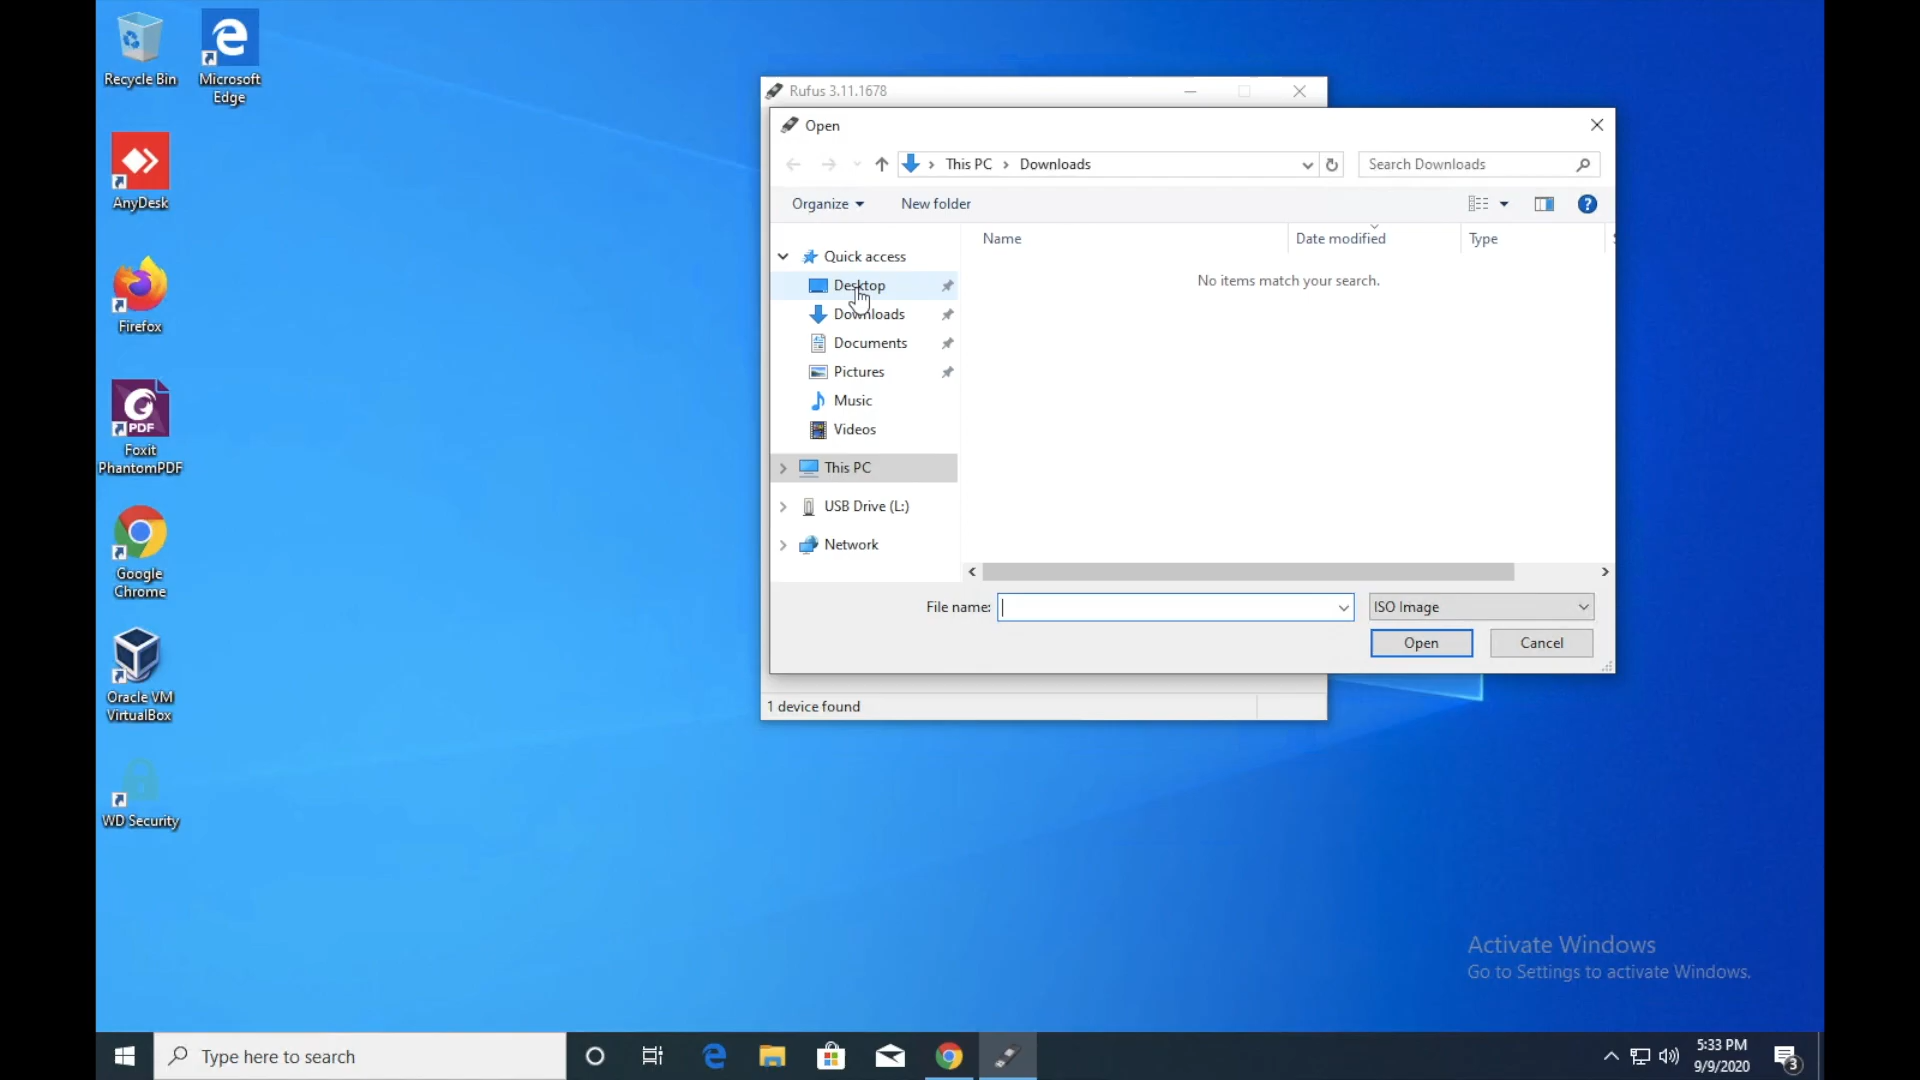 Recycle Bin
Microsoft
Edge
AnyDesk
Firefox
PDF
Foxit
PhantomPDF
Google
Chrome
Oracle VM
VirtualBox
WD Security
Rufus 3.11.1678
Open
This PC
Downloads
Search Downloads
Organize
New folder
Name
Date modified
Type
No items match your search.
Quick access
Desktop
Downloads
Documents
Pictures
Music
Videos
This PC
USB Drive (L:)
Network
File name:
ISO Image
Open
Cancel
1 device found
Activate Windows
Go to Settings to activate Windows.
Type here to search
5:33 PM
9/9/2020
3